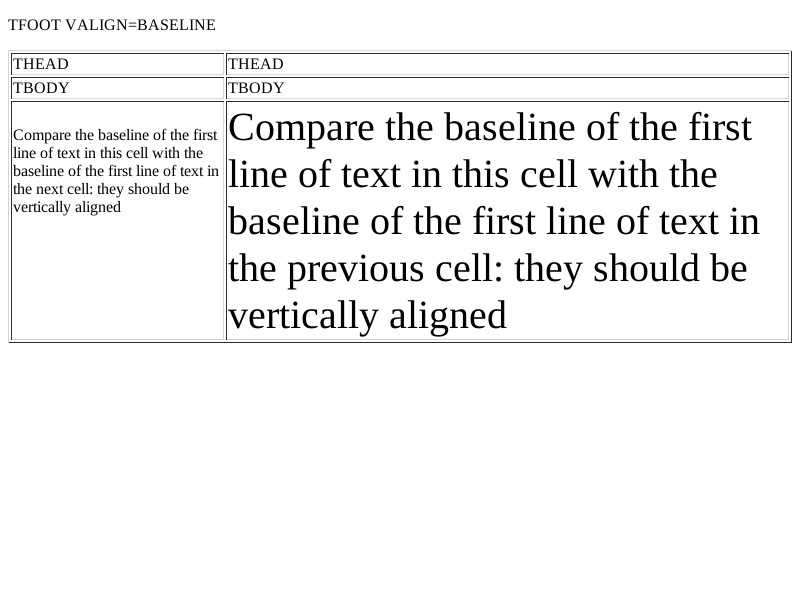 TFOOT VALIGN=BASELINE
THEAD THEAD
TBODY TBODY
Compare the baseline of the first
line of text in this cell with the
baseline of the first line of text in
the next cell: they should be
vertically aligned
Compare the baseline of the first
line of text in this cell with the
baseline of the first line of text in
the previous cell: they should be
vertically aligned